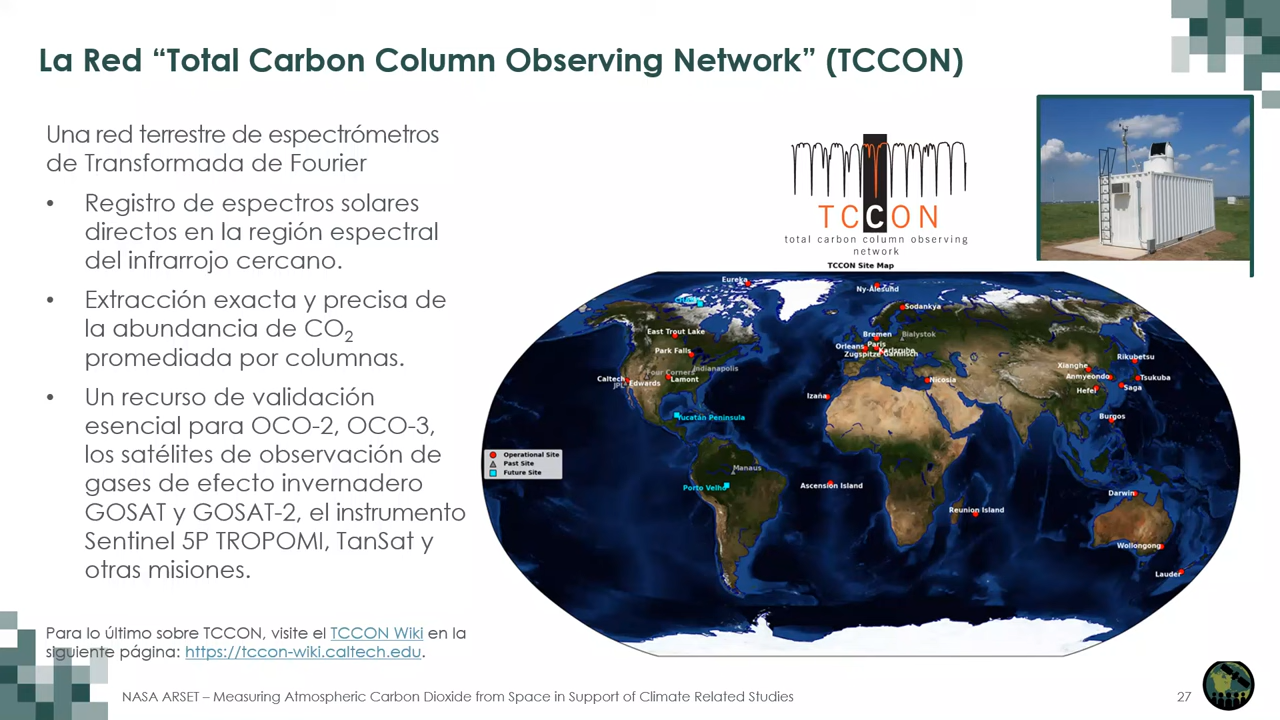 La Red “Total Carbon Column Observing Network” (TCCON)
Una red terrestre de espectrómetros
de Transformada de Fourier
• Registro de espectros solares
directos en la región espectral
del infrarrojo cercano.
• Extracción exacta y precisa de
la abundancia de CO₂
promediada por columnas.
• Un recurso de validación
esencial para OCO-2, OCO-3,
los satélites de observación de
gases de efecto invernadero
GOSAT y GOSAT-2, el instrumento
Sentinel 5P TROPOMI, TanSat y
otras misiones.
Para lo último sobre TCCON, visite el TCCON Wiki en la
siguiente página: https://tccon-wiki.caltech.edu.
TCCON
total carbon column observing
network
TCCON Site Map
Eureka
Ny-Alesund
Sodankya
East Trout Lake
Bremen
Bialystok
Orleans
Paris
Karlsruhe
Park Falls
Zugspitze
Garmisch
Rikubetsu
Indianapolis
Four Corners
Xianghe
Caltech
JPL
Edwards
Lamont
Nicosia
Anmyeondo
Tsukuba
Saga
Hefei
Izaña
Yucatán Peninsula
Burgos
Operational Site
Past Site
Future Site
Manaus
Porto Velho
Ascension Island
Darwin
Reunion Island
Wollongong
Lauder
NASA ARSET – Measuring Atmospheric Carbon Dioxide from Space in Support of Climate Related Studies
27